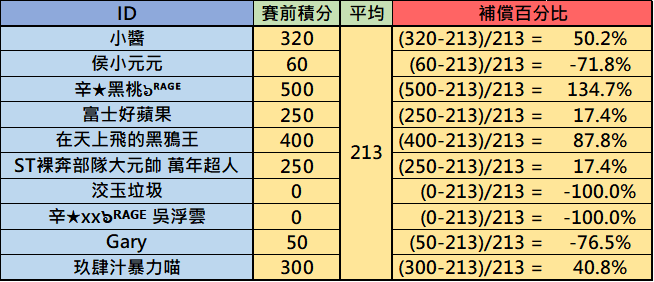 ID 賽前積分 平均 補償百分比
小醬 320 (320-213)/213 = 50.2%
侯小元元 60 (60-213)/213 = -71.8%
辛★黑桃ა ᴿᴬᴳᴱ 500 (500-213)/213 = 134.7%
富士好蘋果 250 (250-213)/213 = 17.4%
在天上飛的黑鴉王 400 (400-213)/213 = 87.8%
213
ST裸奔部隊大元帥 萬年超人 250 (250-213)/213 = 17.4%
洨玉垃圾 0 (0-213)/213 = -100.0%
辛★xxა ᴿᴬᴳᴱ 吳浮雲 0 (0-213)/213 = -100.0%
Gary 50 (50-213)/213 = -76.5%
玖肆汁暴力喵 300 (300-213)/213 = 40.8%